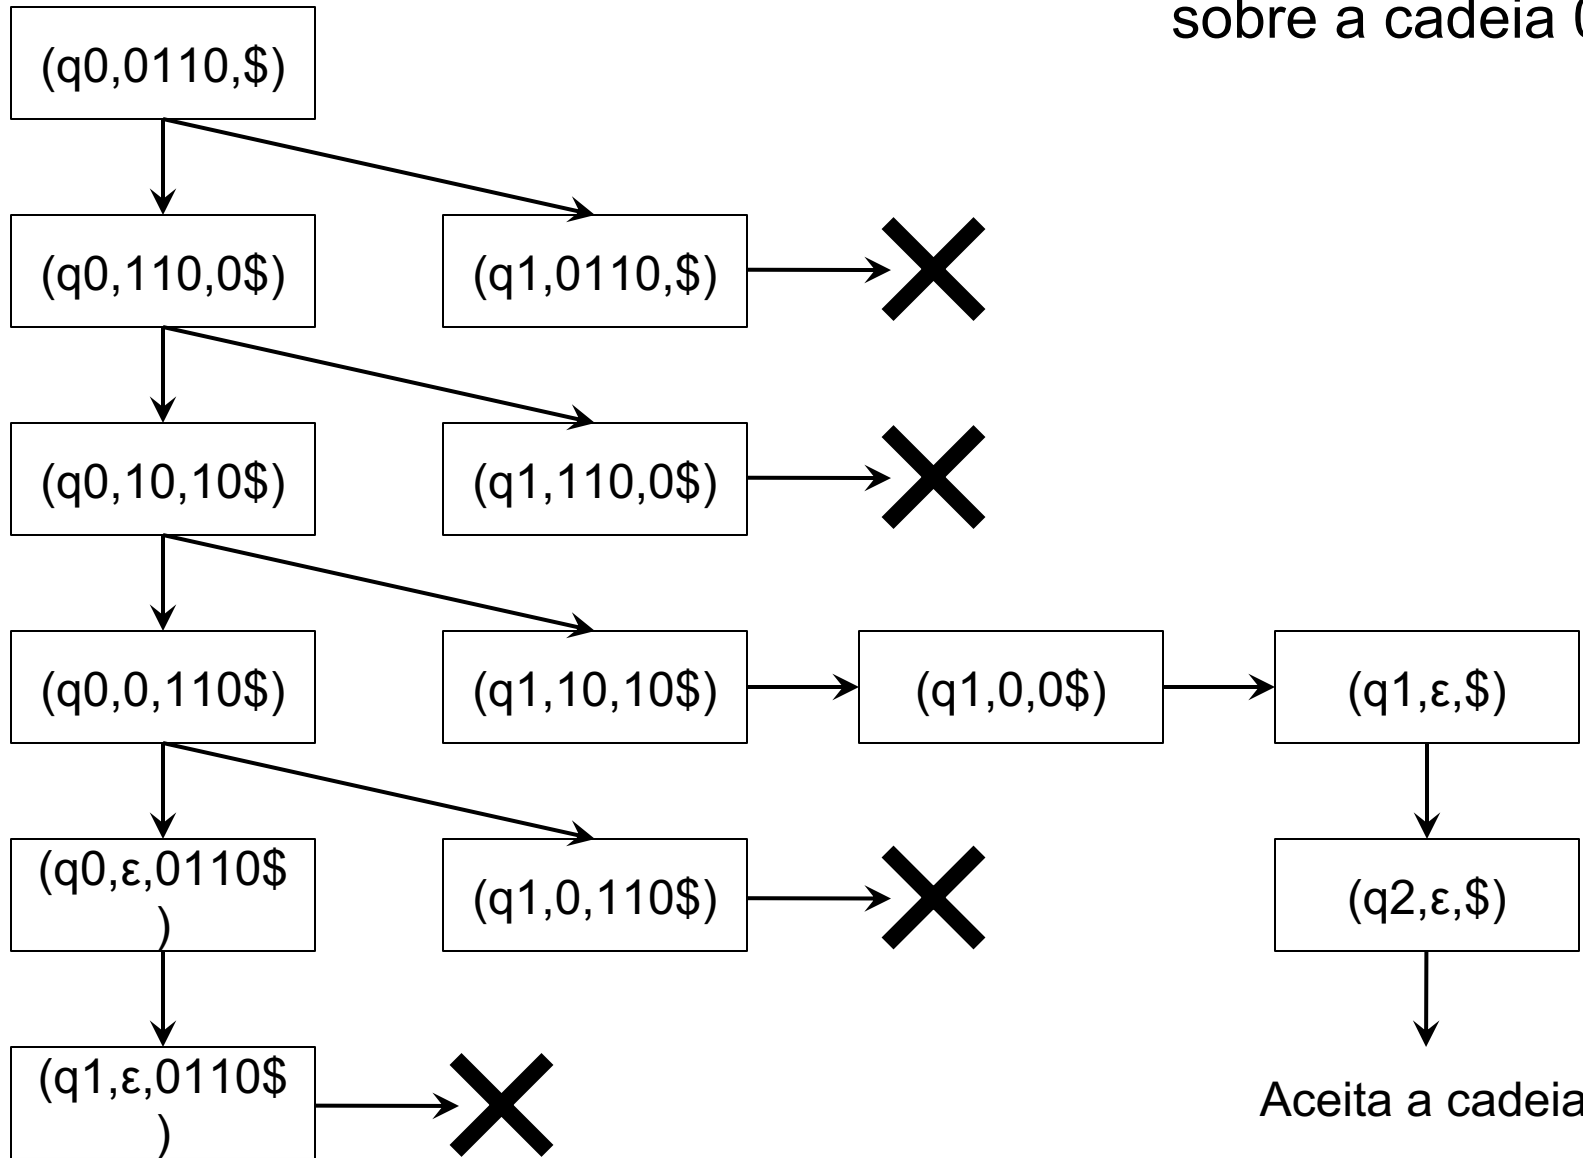 sobre a cadeia 0
(q0,0110,$)
(q0,110,0$)
(q1,0110,$)
(q0,10,10$)
(q1,110,0$)
(q0,0,110$)
(q1,10,10$)
(q1,0,0$)
(q1,ε,$)
(q0,ε,0110$
)
(q1,0,110$)
(q2,ε,$)
(q1,ε,0110$
)
Aceita a cadeia